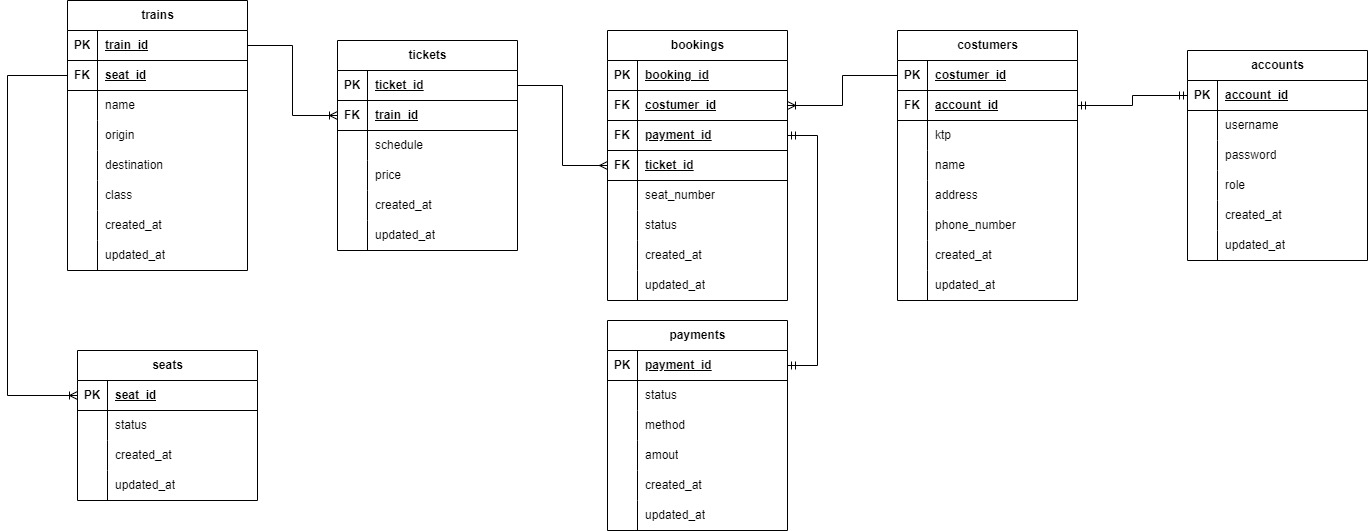 trains
PK train_id
FK seat_id
name
origin
destination
class
created_at
updated_at
tickets
PK ticket_id
FK train_id
schedule
price
created_at
updated_at
bookings
PK booking_id
FK costumer_id
FK payment_id
FK ticket_id
seat_number
status
created_at
updated_at
costumers
PK costumer_id
FK account_id
ktp
name
address
phone_number
created_at
updated_at
accounts
PK account_id
username
password
role
created_at
updated_at
seats
PK seat_id
status
created_at
updated_at
payments
PK payment_id
status
method
amout
created_at
updated_at